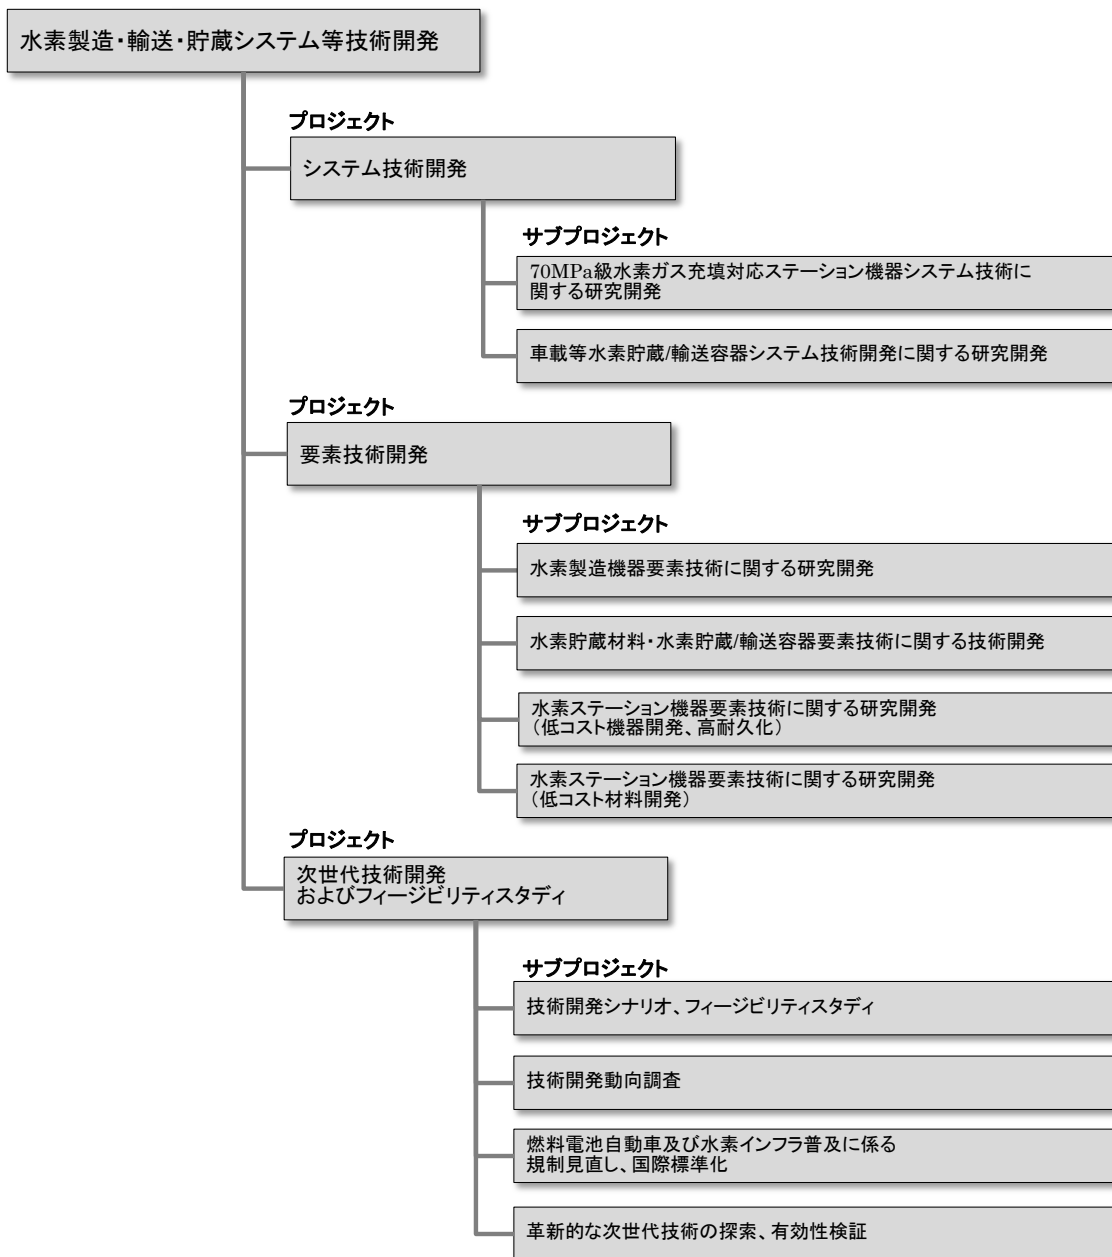 水素製造・輸送・貯蔵システム等技術開発
プロジェクト
システム技術開発
サブプロジェクト
70MPa級水素ガス充填対応ステーション機器システム技術に
関する研究開発
車載等水素貯蔵/輸送容器システム技術開発に関する研究開発
プロジェクト
要素技術開発
サブプロジェクト
水素製造機器要素技術に関する研究開発
水素貯蔵材料・水素貯蔵/輸送容器要素技術に関する技術開発
水素ステーション機器要素技術に関する研究開発
（低コスト機器開発、高耐久化）
水素ステーション機器要素技術に関する研究開発
（低コスト材料開発）
プロジェクト
次世代技術開発
およびフィージビリティスタディ
サブプロジェクト
技術開発シナリオ、フィージビリティスタディ
技術開発動向調査
燃料電池自動車及び水素インフラ普及に係る
規制見直し、国際標準化
革新的な次世代技術の探索、有効性検証